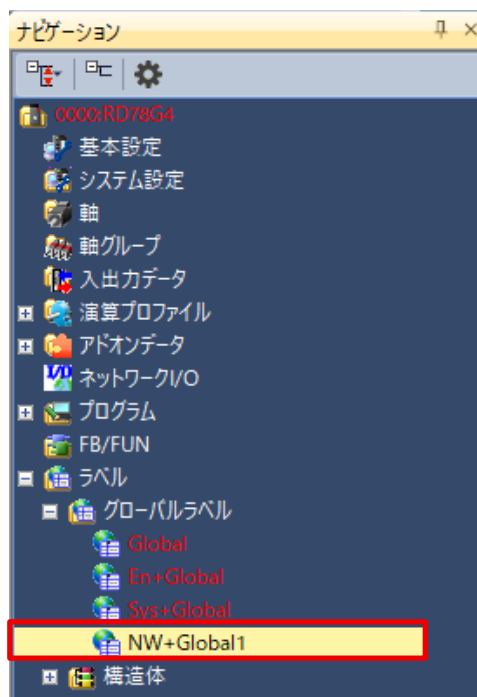 ナビゲーション
0000:RD78G4
基本設定
システム設定
軸
軸グループ
入出力データ
演算プロファイル
アドオンデータ
ネットワークI/O
プログラム
FB/FUN
ラベル
グローバルラベル
Global
En+Global
Sys+Global
NW+Global1
構造体